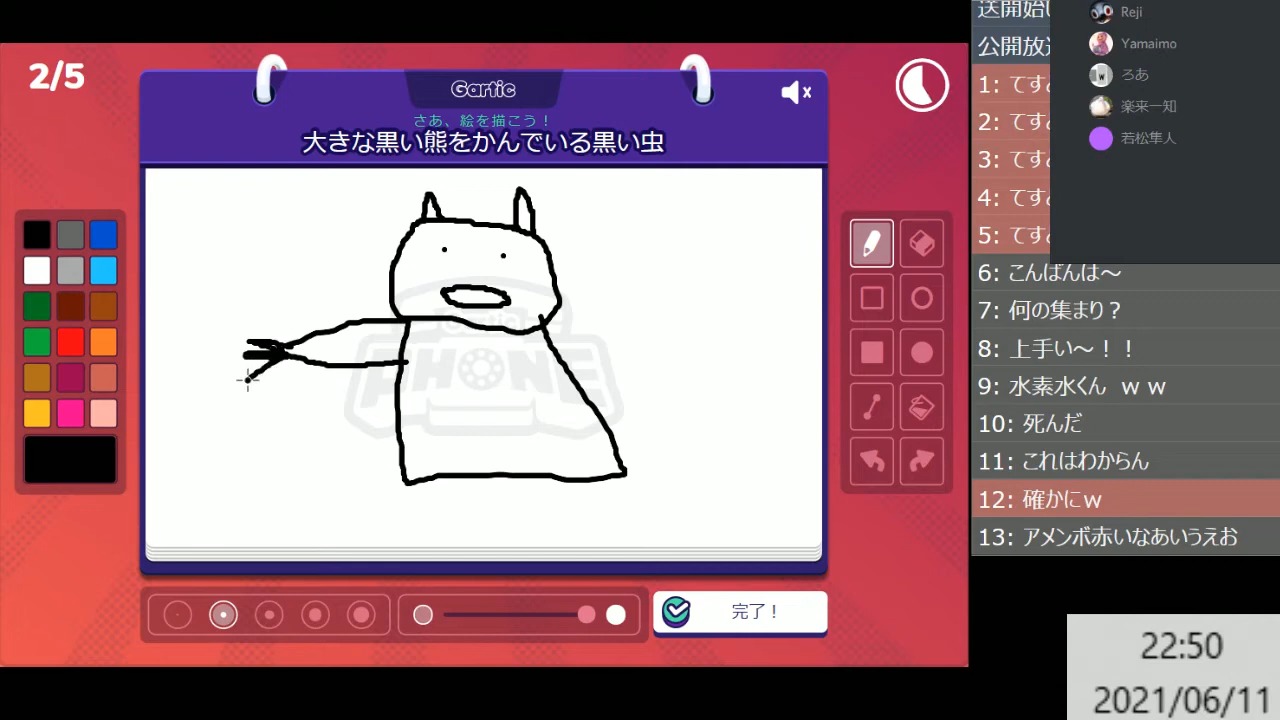 2/5
Gartic
さあ、絵を描こう！
大きな黒い熊をかんでいる黒い虫
PHONE
完了！
送開始
公開放送
1: てすと
2: てす
3: てす
4: てす
5: てす
6: こんばんは～
7: 何の集まり？
8: 上手い～！！
9: 水素水くん ｗｗ
10: 死んだ
11: これはわからん
12: 確かにｗ
13: アメンボ赤いなあいうえお
Reji
Yamaimo
ろあ
楽来一知
若松隼人
22:50
2021/06/11